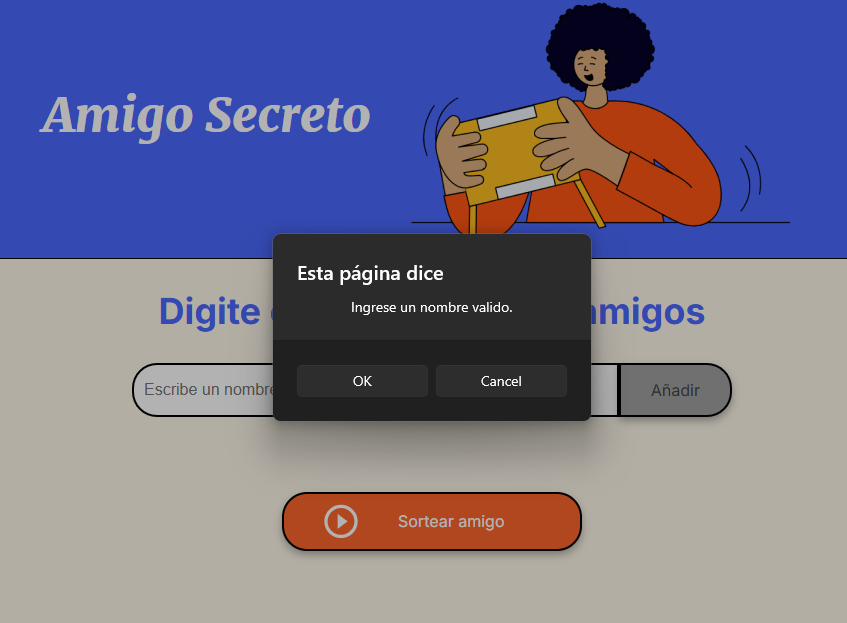 Amigo Secreto
Esta página dice
Ingrese un nombre valido.
OK Cancel
Digite
amigos
Escribe un nombre
Añadir
Sortear amigo